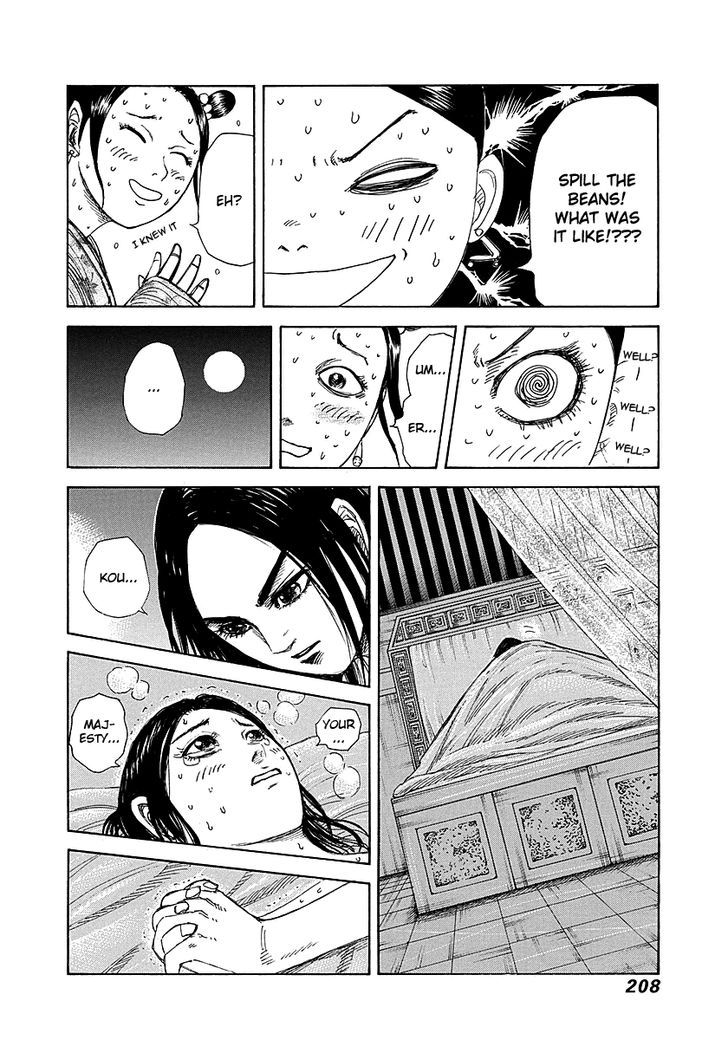 SPILL THE
BEANS!
WHAT WAS
IT LIKE!???
EH?
I KNEW IT
WELL?
WELL?
WELL?
UM...
ER...
...
KOU...
YOUR
...
MAJ-
ESTY...
208